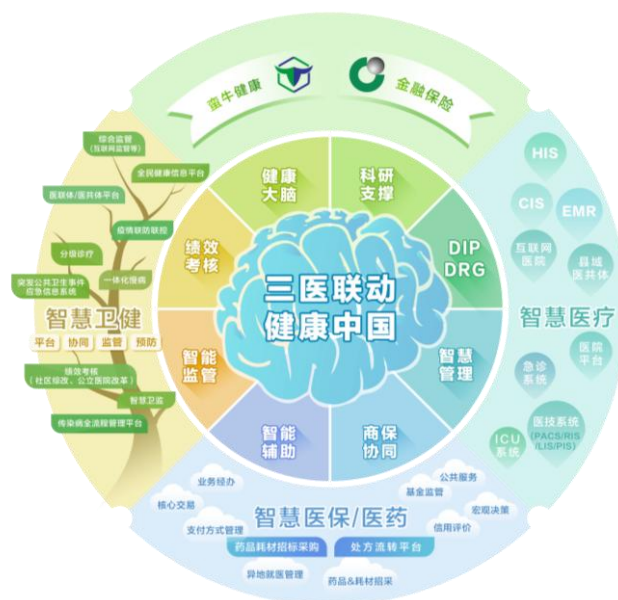 蛮牛健康
金融保险
健康
大脑
科研
支撑
绩效
考核
DIP
DRG
三医联动
健康中国
智能
监管
智慧
管理
智能
辅助
商保
协同
综合监管
(互联网监管等)
全民健康信息平台
医联体/医共体平台
疫情联防联控
分级诊疗
一体化慢病
突发公共卫生事件
应急信息系统
智慧卫健
平台 协同 监管 预防
绩效考核
(社区综改、公立医院改革)
智慧卫监
传染病全流程管理平台
HIS
CIS
EMR
互联网
医院
县域
医共体
智慧医疗
医院
平台
急诊
系统
医技系统
(PACS/RIS
/LIS/PIS)
ICU
系统
业务经办
公共服务
核心交易
基金监管
宏观决策
支付方式管理
智慧医保/医药
信用评价
药品耗材招标采购
处方流转平台
异地就医管理
药品&耗材招采